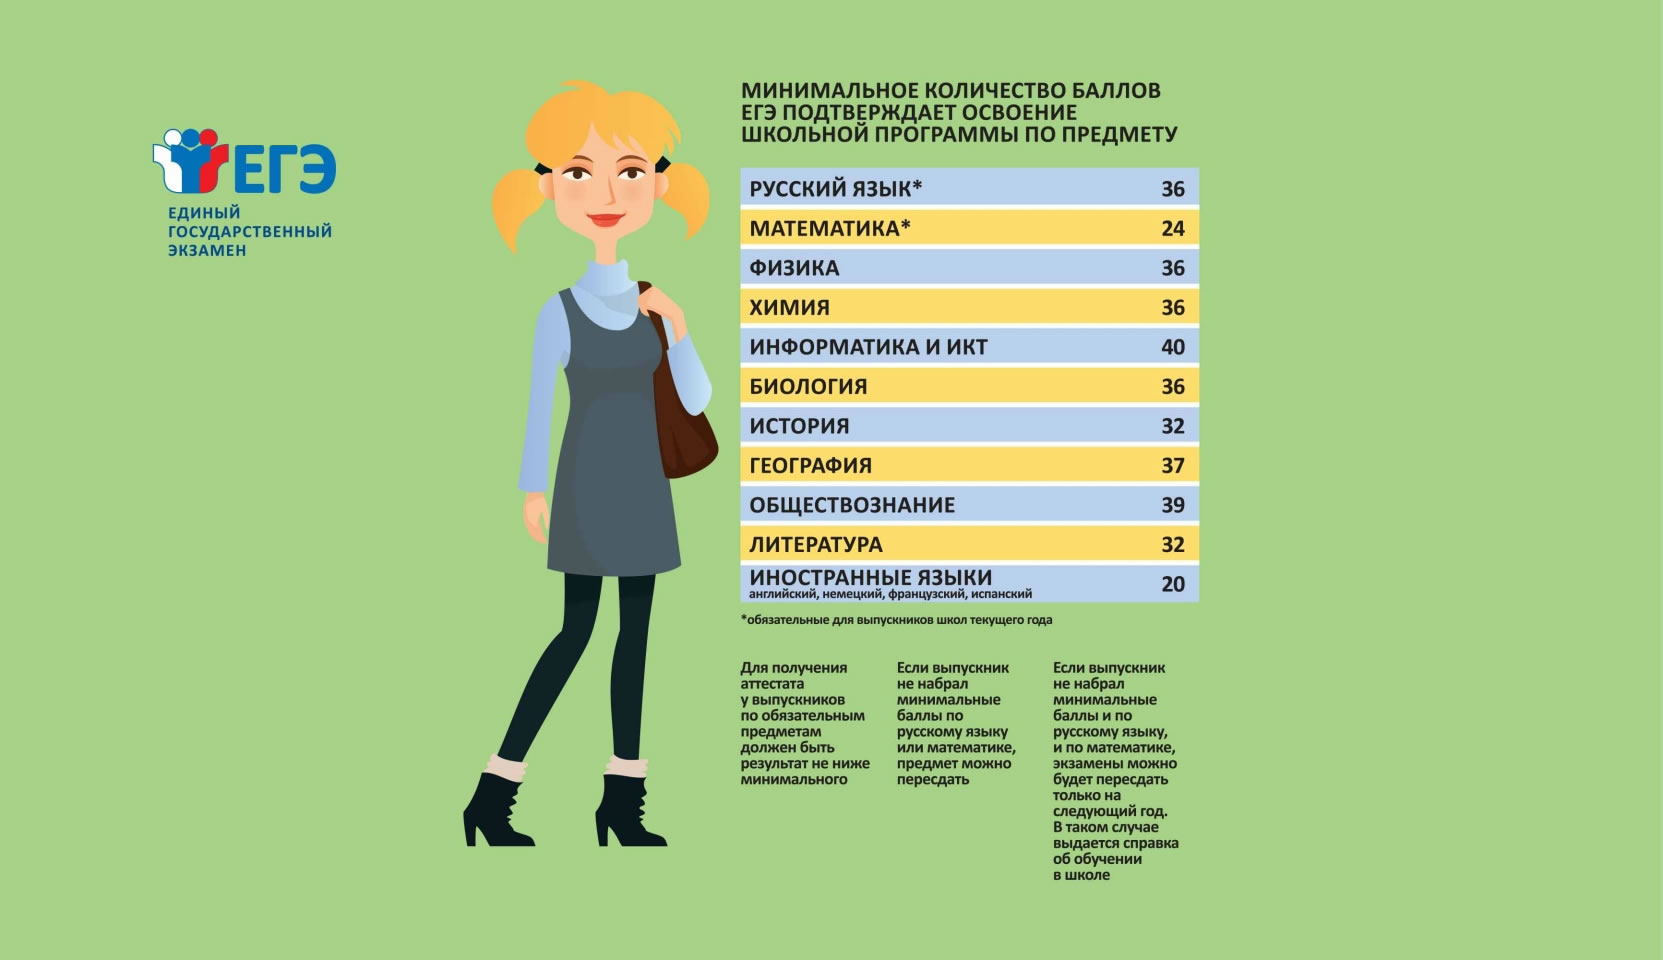 ЕГЭ
ЕДИНЫЙ
ГОСУДАРСТВЕННЫЙ
ЭКЗАМЕН
МИНИМАЛЬНОЕ КОЛИЧЕСТВО БАЛЛОВ
ЕГЭ ПОДТВЕРЖДАЕТ ОСВОЕНИЕ
ШКОЛЬНОЙ ПРОГРАММЫ ПО ПРЕДМЕТУ
РУССКИЙ ЯЗЫК* 36
МАТЕМАТИКА* 24
ФИЗИКА 36
ХИМИЯ 36
ИНФОРМАТИКА И ИКТ 40
БИОЛОГИЯ 36
ИСТОРИЯ 32
ГЕОГРАФИЯ 37
ОБЩЕСТВОЗНАНИЕ 39
ЛИТЕРАТУРА 32
ИНОСТРАННЫЕ ЯЗЫКИ 20
английский, немецкий, французский, испанский
*обязательные для выпускников школ текущего года
Для получения
аттестата
у выпускников
по обязательным
предметам
должен быть
результат не ниже
минимального
Если выпускник
не набрал
минимальные
баллы по
русскому языку
или математике,
предмет можно
пересдать
Если выпускник
не набрал
минимальные
баллы и по
русскому языку,
и по математике,
экзамены можно
будет пересдать
только на
следующий год.
В таком случае
выдается справка
об обучении
в школе